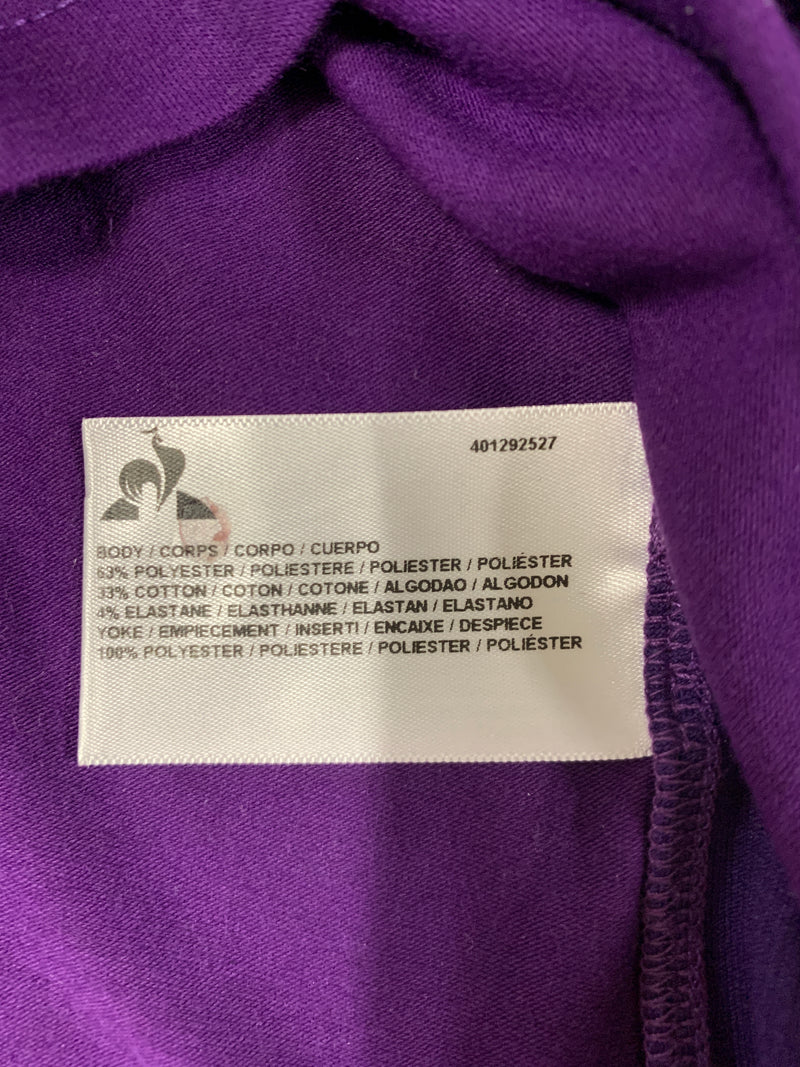 401292527
BODY / CORPS / CORPO / CUERPO
63% POLYESTER / POLIESTERE / POLIESTER / POLIÉSTER
33% COTTON / COTON / COTONE / ALGODAO / ALGODON
4% ELASTANE / ELASTHANNE / ELASTAN / ELASTANO
YOKE / EMPIECEMENT / INSERTI / ENCAIXE / DESPIECE
100% POLYESTER / POLIESTERE / POLIESTER / POLIÉSTER